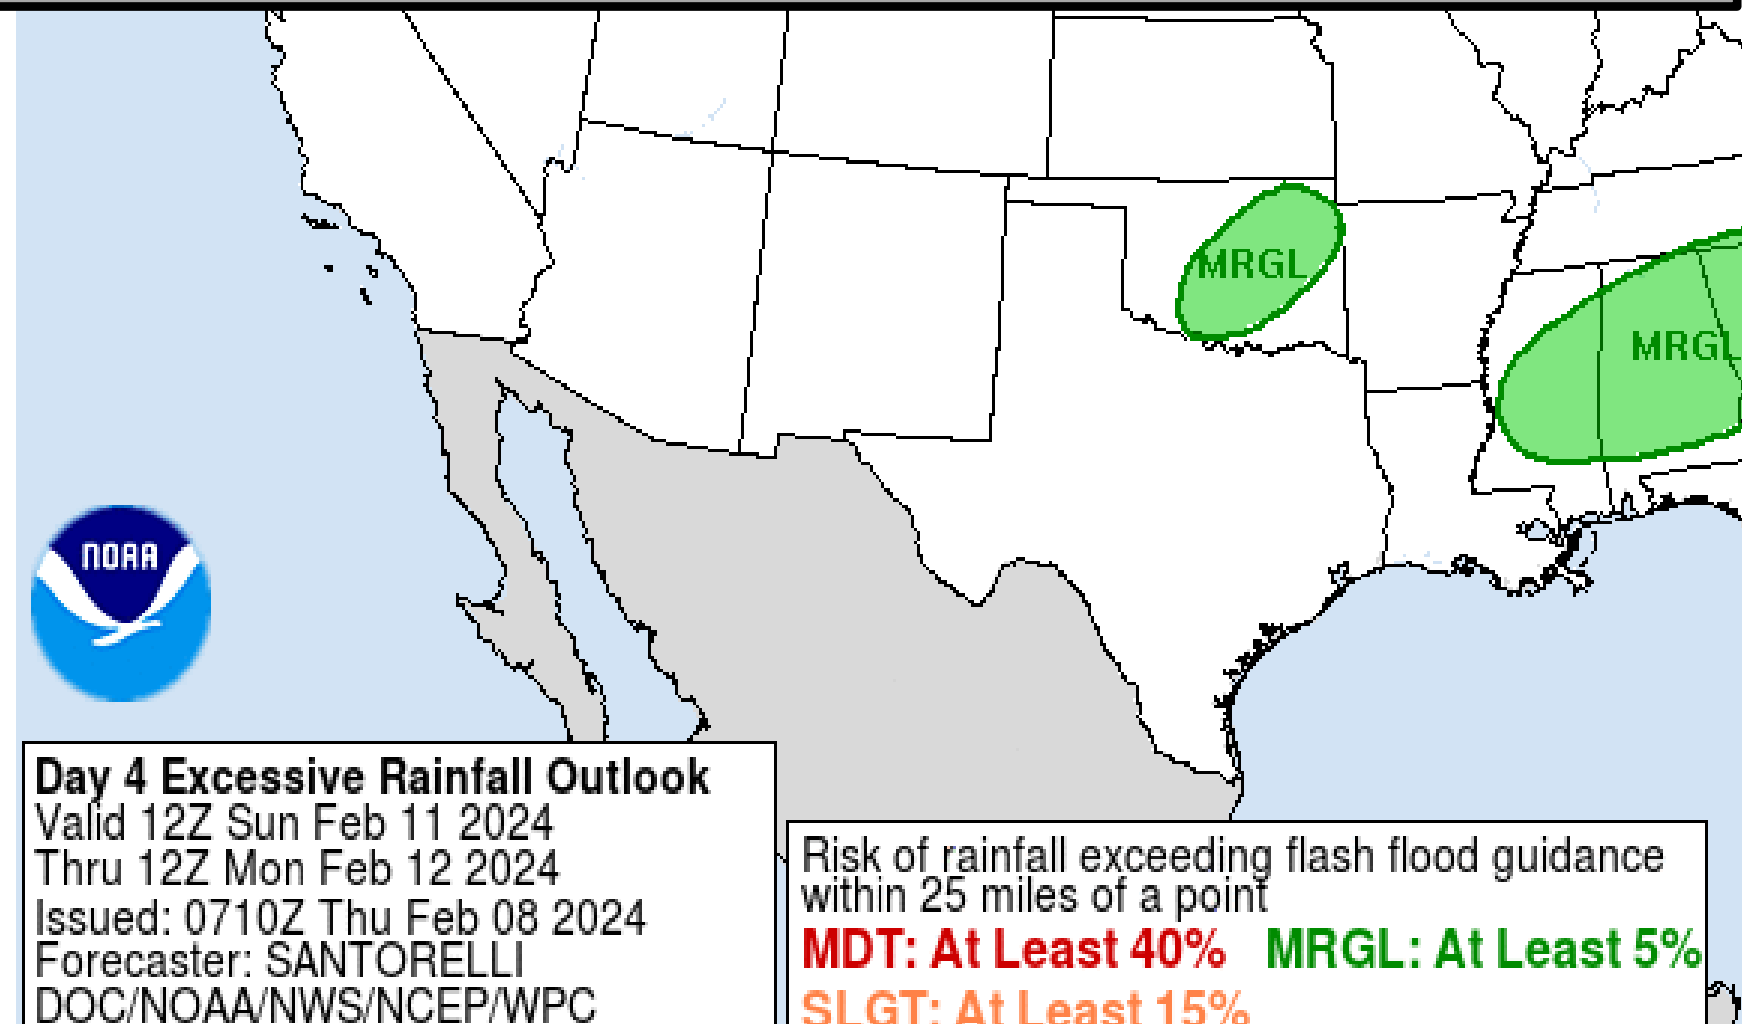 MRGL
MRGL
NOAA
Day 4 Excessive Rainfall Outlook
Valid 12Z Sun Feb 11 2024
Thru 12Z Mon Feb 12 2024
Issued: 0710Z Thu Feb 08 2024
Forecaster: SANTORELLI
DOC/NOAA/NWS/NCEP/WPC
Risk of rainfall exceeding flash flood guidance
within 25 miles of a point
MDT: At Least 40% MRGL: At Least 5%
SLGT: At Least 15%